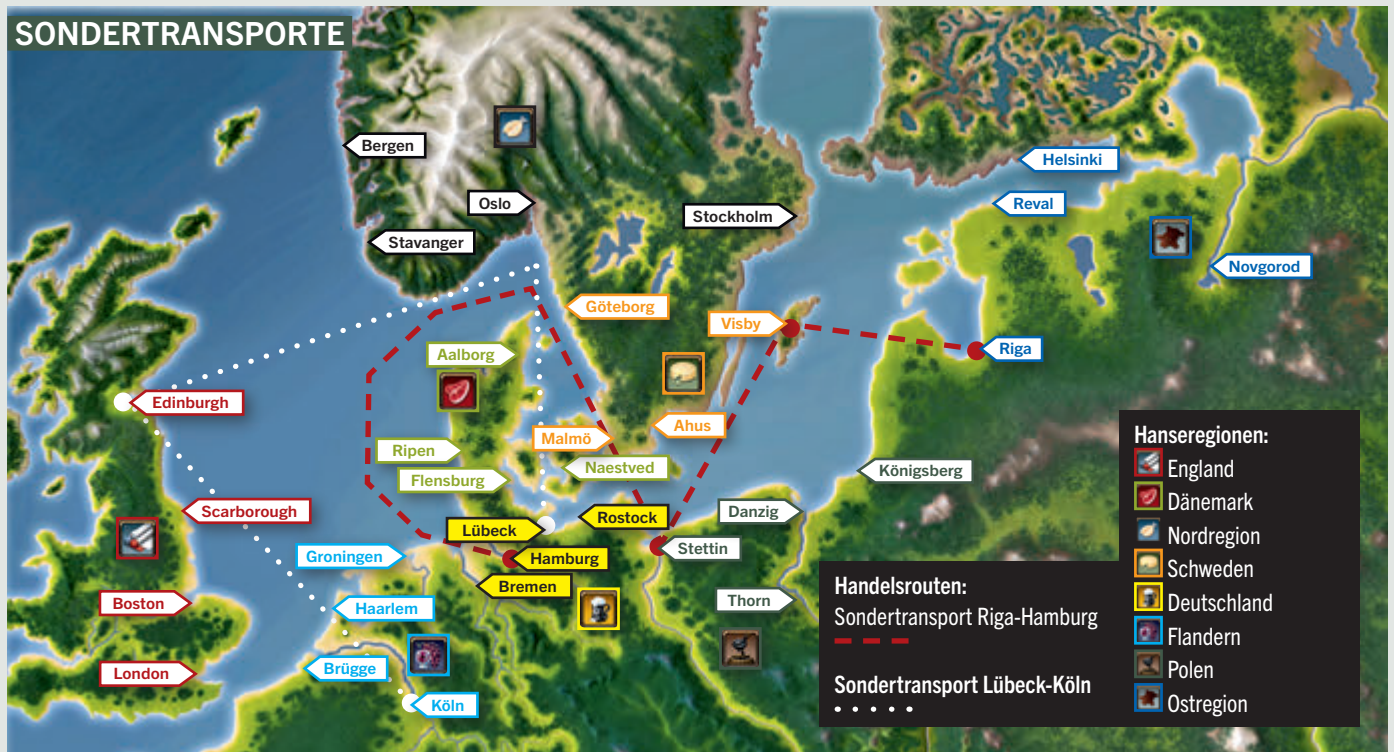 SONDERTRANSPORTE
Bergen
Helsinki
Oslo
Reval
Stockholm
Stavanger
Novgorod
Göteborg
Visby
Aalborg
Riga
Edinburgh
Malmö
Ahus
Ripen
Naestved
Flensburg
Königsberg
Scarborough
Lübeck
Rostock
Danzig
Groningen
Hamburg
Stettin
Bremen
Boston
Haarlem
Thorn
London
Brügge
Köln
Handelsrouten:
Sondertransport Riga-Hamburg
Sondertransport Lübeck-Köln
Hanseregionen:
England
Dänemark
Nordregion
Schweden
Deutschland
Flandern
Polen
Ostregion